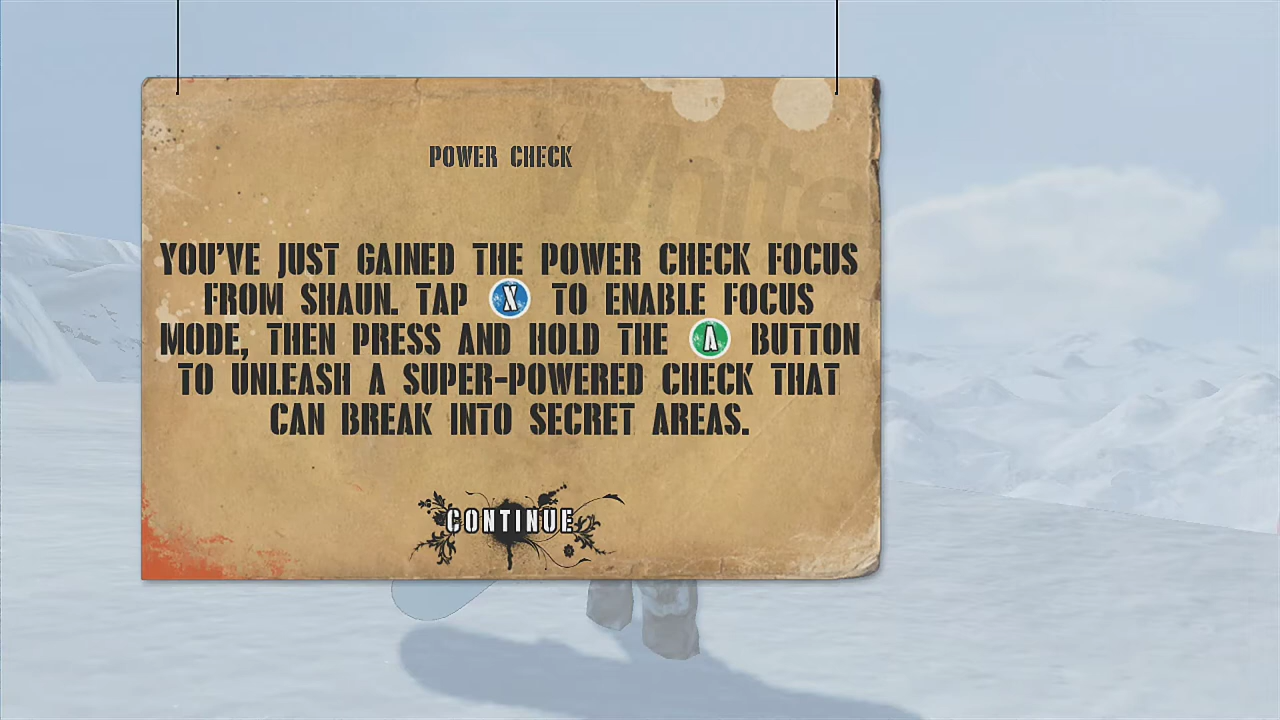 White
POWER CHECK
YOU'VE JUST GAINED THE POWER CHECK FOCUS
FROM SHAUN. TAP X TO ENABLE FOCUS
MODE, THEN PRESS AND HOLD THE A BUTTON
TO UNLEASH A SUPER-POWERED CHECK THAT
CAN BREAK INTO SECRET AREAS.
CONTINUE